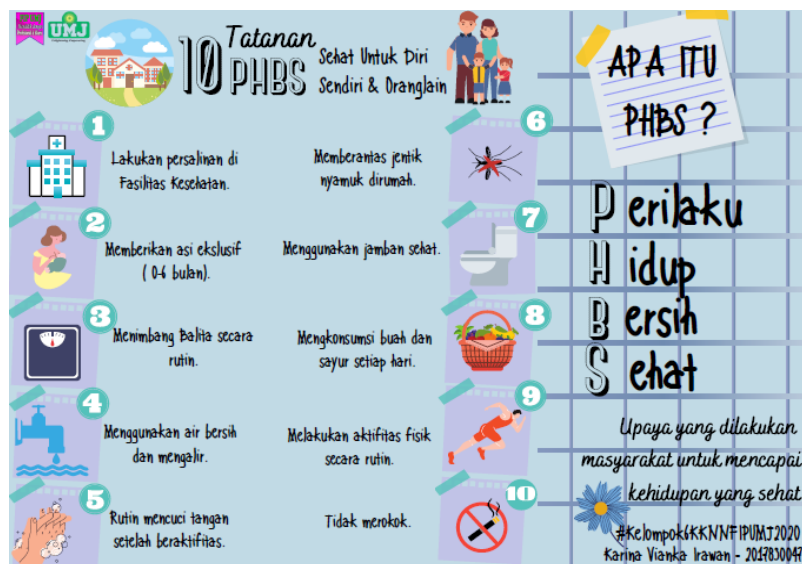 UMJ
10 Tatanan
PHBS
Sehat Untuk Diri
Sendiri & Oranglain
1
Lakukan persalinan di
Fasilitas Kesehatan.
2
Memberikan asi ekslusif
( 0-6 bulan).
3
Menimbang Balita secara
rutin.
4
Menggunakan air bersih
dan mengalir.
5
Rutin mencuci tangan
setelah beraktifitas.
6
Memberantas jentik
nyamuk dirumah.
7
Menggunakan jamban sehat.
8
Mengkonsumsi buah dan
sayur setiap hari.
9
Melakukan aktifitas fisik
secara rutin.
10
Tidak merokok.
APA ITU
PHBS ?
Perilaku
Hidup
Bersih
Sehat
Upaya yang dilakukan
masyarakat untuk mencapai
kehidupan yang sehat
#Kelompok6KKNNFIPUMJ2020
Karina Vianka Irawan - 2017830047